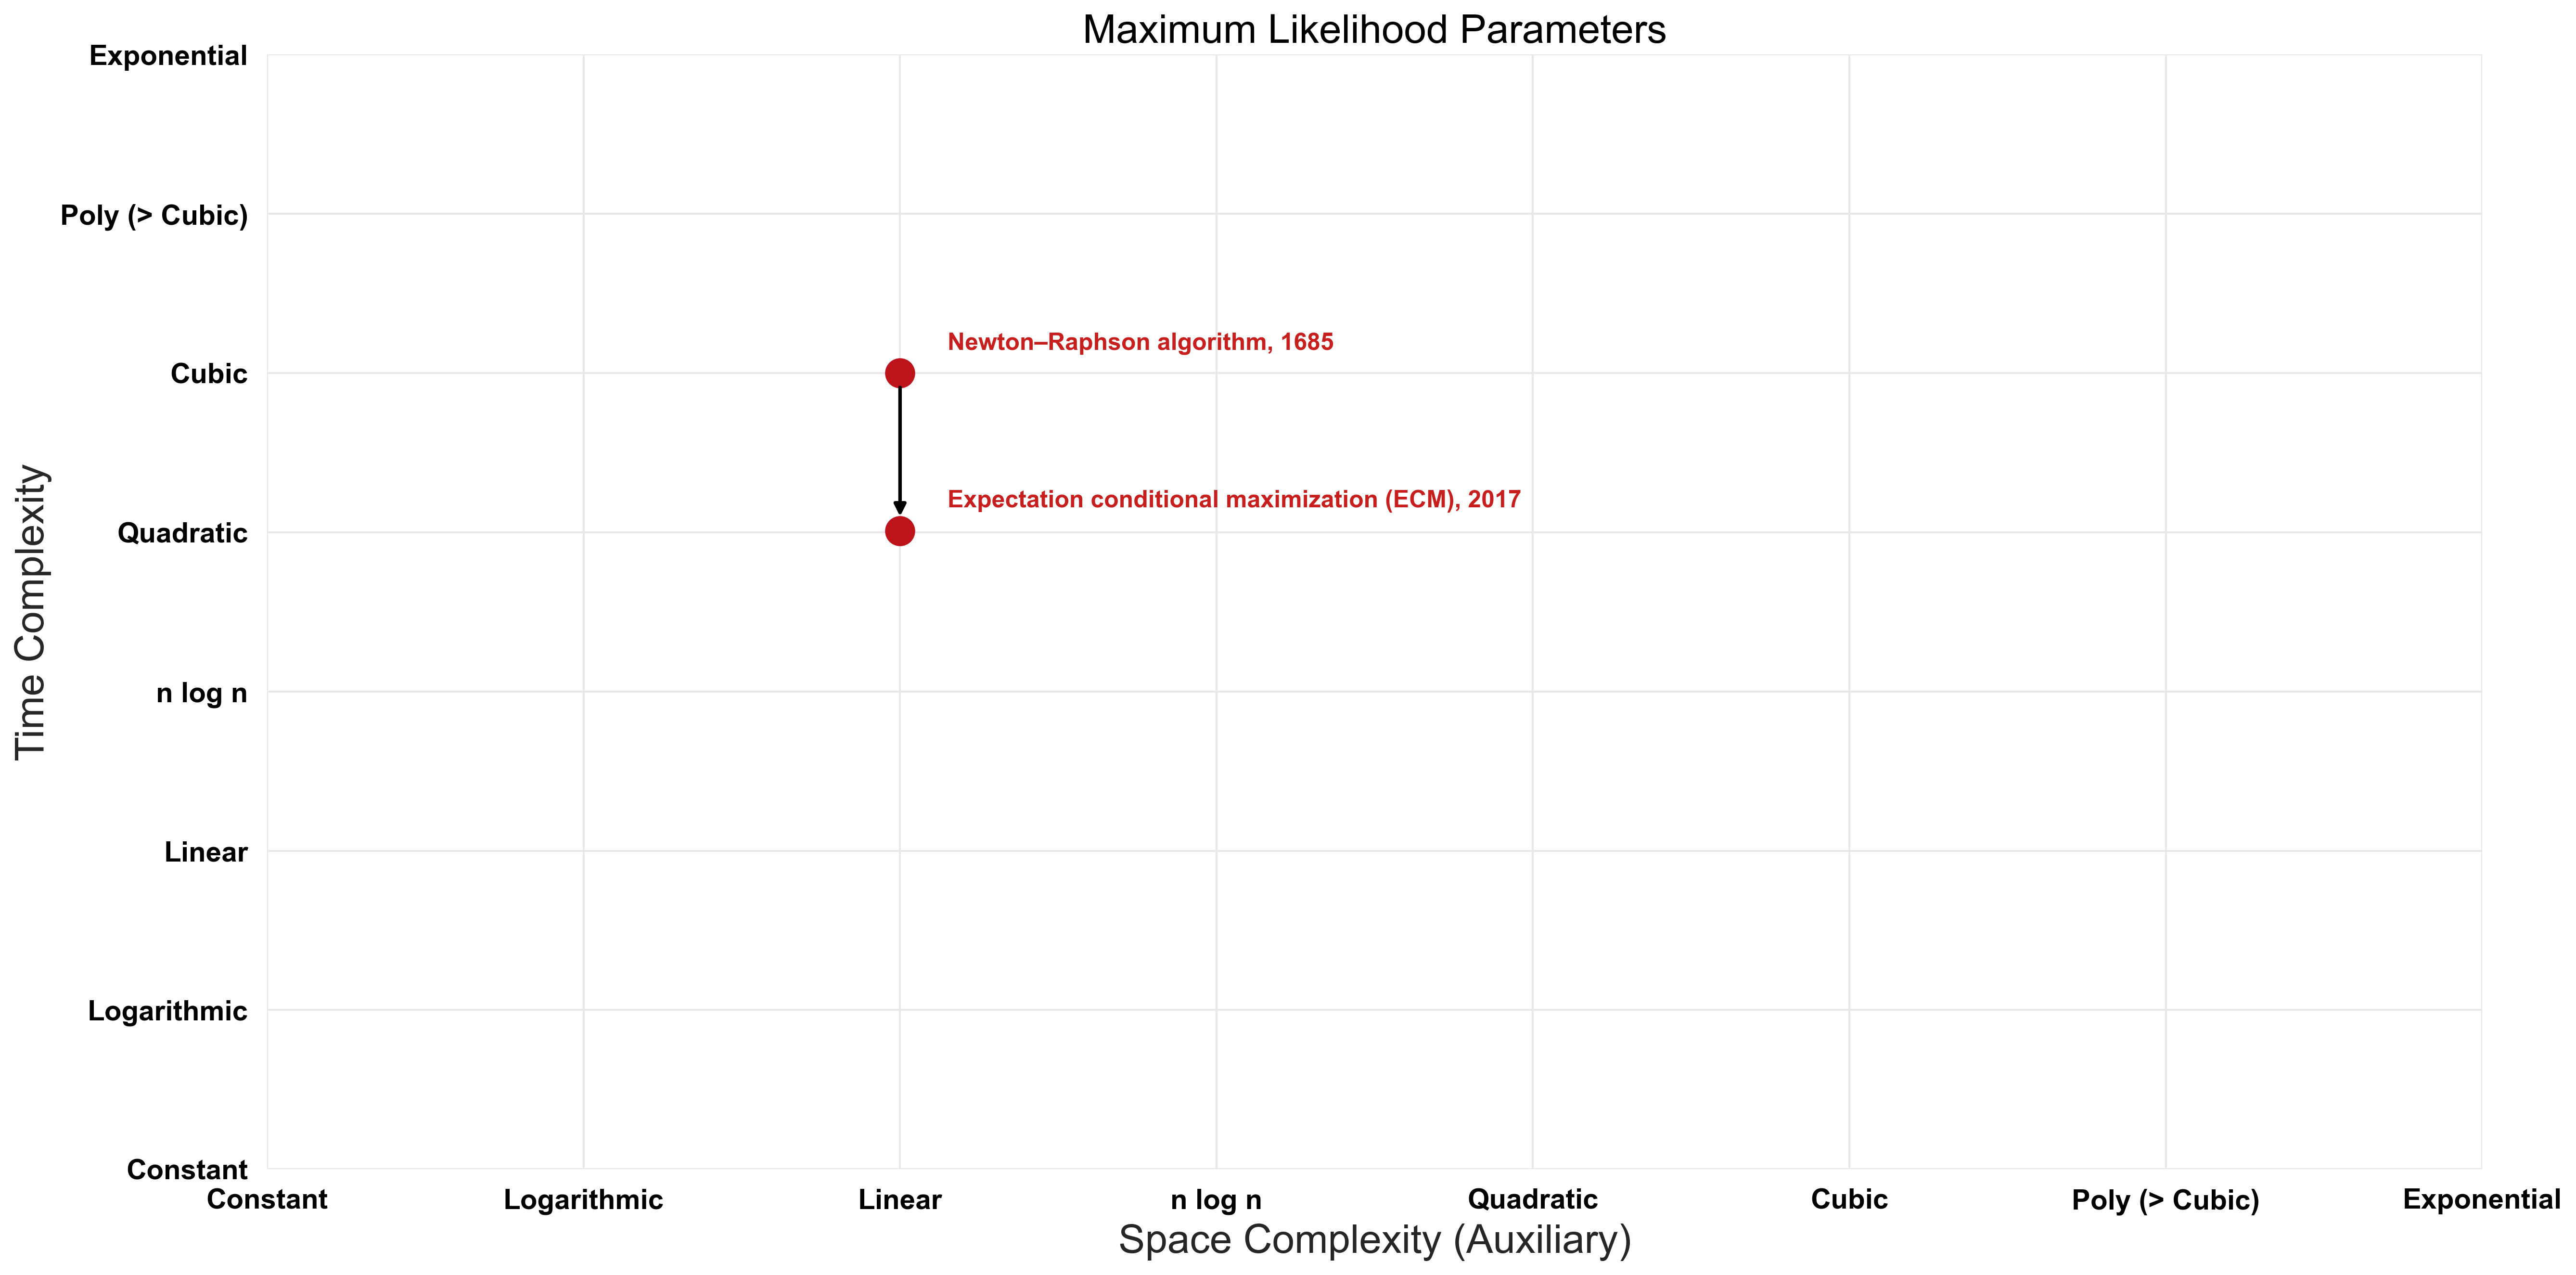 Maximum Likelihood Parameters
Exponential
Poly (> Cubic)
Cubic
Quadratic
n log n
Linear
Logarithmic
Constant
Time Complexity
Newton–Raphson algorithm, 1685
Expectation conditional maximization (ECM), 2017
Constant
Logarithmic
Linear
n log n
Quadratic
Cubic
Poly (> Cubic)
Exponential
Space Complexity (Auxiliary)